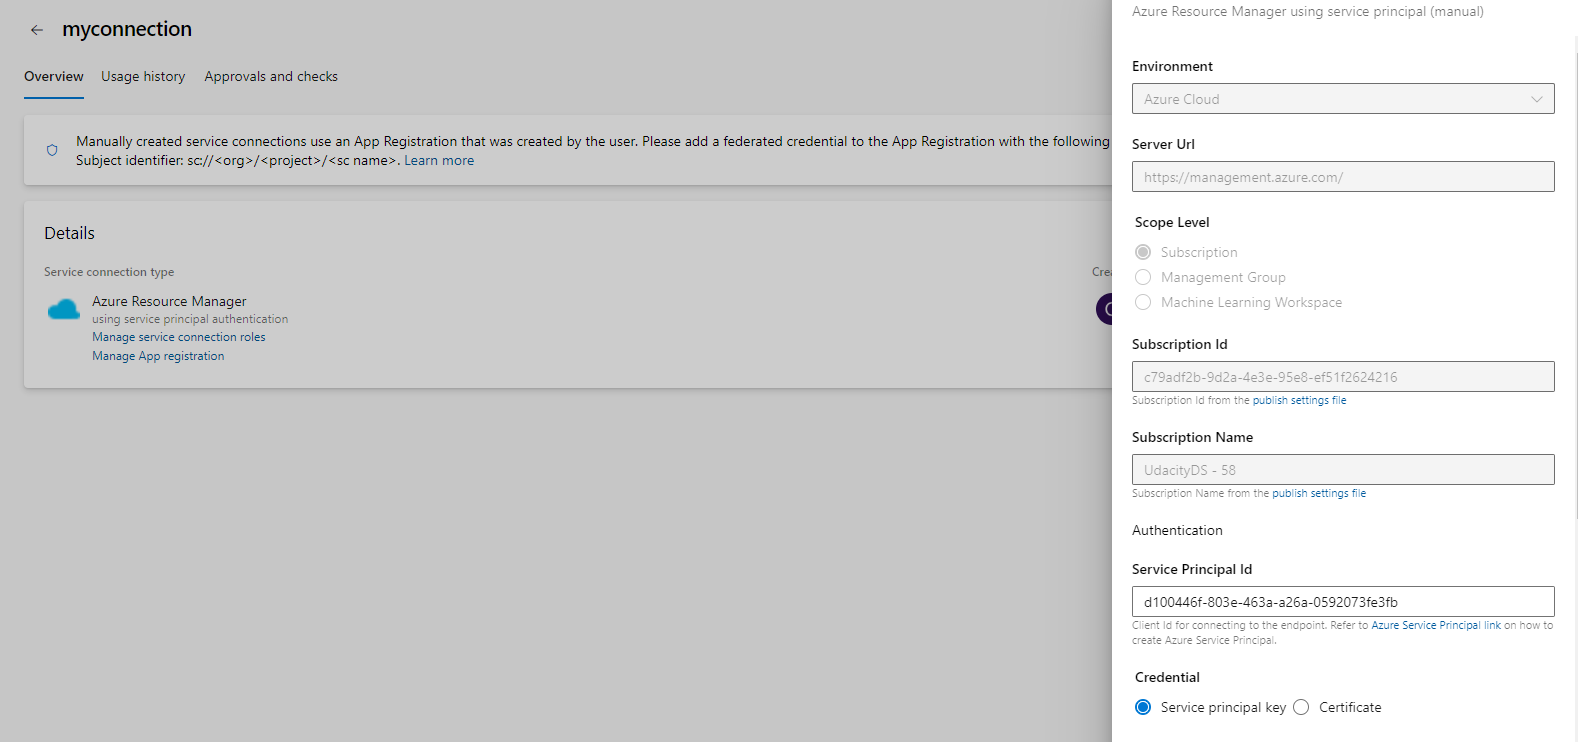 myconnection
Overview Usage history Approvals and checks
Manually created service connections use an App Registration that was created by the user. Please add a federated credential to the App Registration with the following
Subject identifier: sc://<org>/<project>/<sc name>. Learn more
Details
Service connection type
Azure Resource Manager
using service principal authentication
Manage service connection roles
Manage App registration
Azure Resource Manager using service principal (manual)
Environment
Azure Cloud
Server Url
https://management.azure.com/
Scope Level
Subscription
Management Group
Machine Learning Workspace
Subscription Id
c79adf2b-9d2a-4e3e-95e8-ef51f2624216
Subscription Id from the publish settings file
Subscription Name
UdacityDS - 58
Subscription Name from the publish settings file
Authentication
Service Principal Id
d100446f-803e-463a-a26a-0592073fe3fb
Client Id for connecting to the endpoint. Refer to Azure Service Principal link on how to
create Azure Service Principal.
Credential
Service principal key Certificate